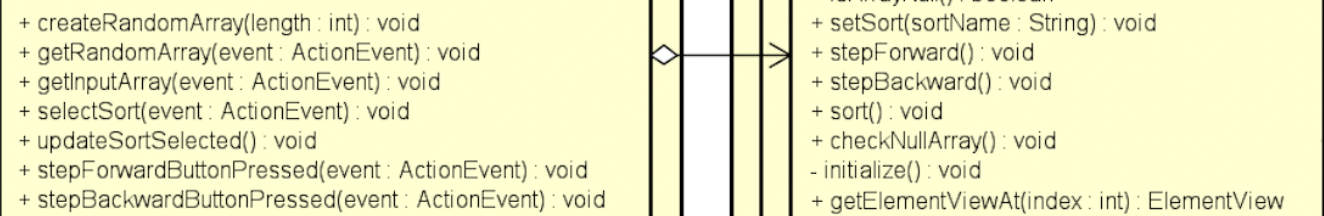 + createRandomArray(length : int) : void
+ getRandomArray(event : ActionEvent) : void
+ getInputArray(event : ActionEvent) : void
+ selectSort(event : ActionEvent) : void
+ updateSortSelected() : void
+ stepForwardButtonPressed(event : ActionEvent) : void
+ stepBackwardButtonPressed(event : ActionEvent) : void
+ setSort(sortName : String) : void
+ stepForward() : void
+ stepBackward() : void
+ sort() : void
+ checkNullArray() : void
- initialize() : void
+ getElementViewAt(index : int) : ElementView